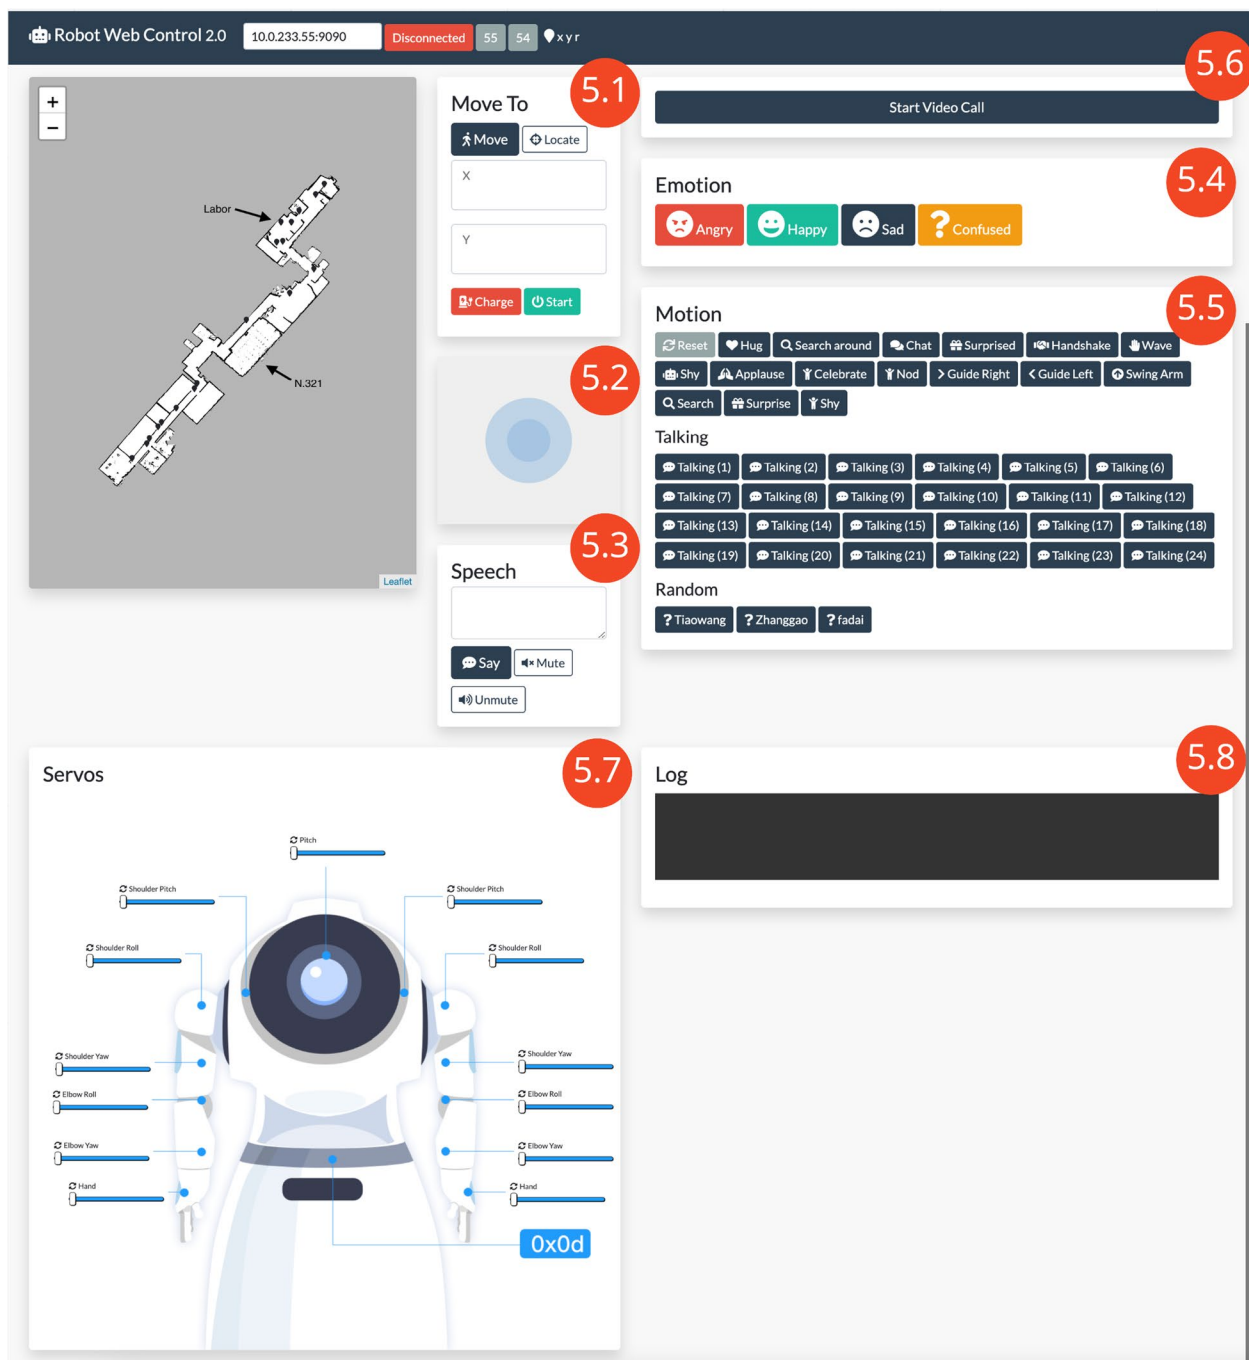 Robot Web Control 2.0 10.0.233.55:9090 Disconnected 55 54 x y r
+
−
Labor
N.321
Leaflet
5.1
Move To
Move Locate
X
Y
Charge Start
5.2
5.3
Speech
Say Mute
Unmute
5.6
Start Video Call
5.4
Emotion
Angry Happy Sad ? Confused
5.5
Motion
Reset Hug Search around Chat Surprised Handshake Wave
Shy Applause Celebrate Nod > Guide Right < Guide Left Swing Arm
Search Surprise Shy
Talking
Talking (1) Talking (2) Talking (3) Talking (4) Talking (5) Talking (6)
Talking (7) Talking (8) Talking (9) Talking (10) Talking (11) Talking (12)
Talking (13) Talking (14) Talking (15) Talking (16) Talking (17) Talking (18)
Talking (19) Talking (20) Talking (21) Talking (22) Talking (23) Talking (24)
Random
? Tiaowang ? Zhanggao ? fadai
5.7
Servos
Pitch
Shoulder Pitch Shoulder Pitch
Shoulder Roll Shoulder Roll
Shoulder Yaw Shoulder Yaw
Elbow Roll Elbow Roll
Elbow Yaw Elbow Yaw
Hand Hand
0x0d
5.8
Log